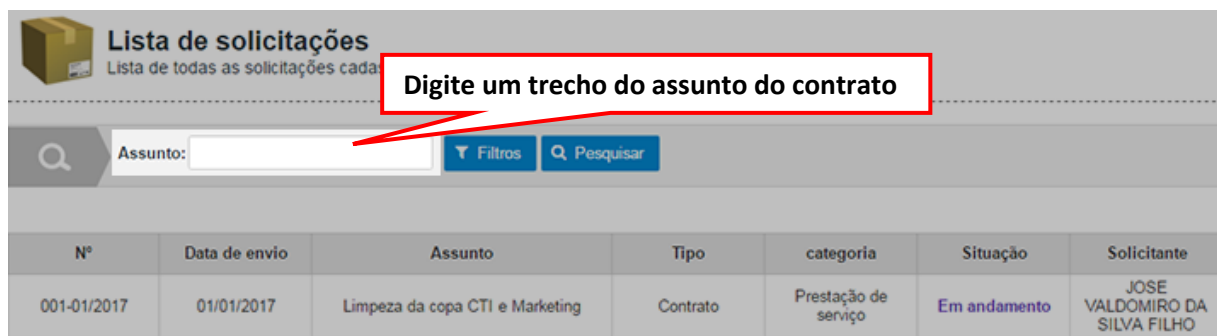 Lista de solicitações
Lista de todas as solicitações cadas
Digite um trecho do assunto do contrato
Assunto:
Filtros
Pesquisar
Nº Data de envio Assunto Tipo categoria Situação Solicitante
001-01/2017 01/01/2017 Limpeza da copa CTI e Marketing Contrato Prestação de serviço Em andamento JOSE VALDOMIRO DA SILVA FILHO